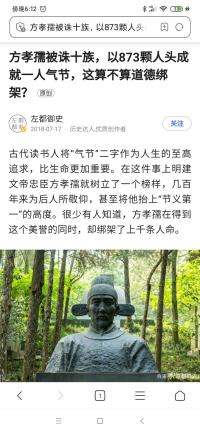 傍晚6:12
方孝孺被诛十族，以873颗人头
方孝孺被诛十族，以873颗人头成
就一人气节，这算不算道德绑
架？ 原创
左都御史
2018-07-17 历史达人,优质创作者
关注
古代读书人将“气节”二字作为人生的至高
追求，比生命更加重要。在这件事上明建
文帝忠臣方孝孺就树立了一个榜样，几百
年来为后人所敬仰，甚至将他抬上“节义第
一”的高度。很少有人知道，方孝孺在得到
这个美誉的同时，却绑架了上千条人命。